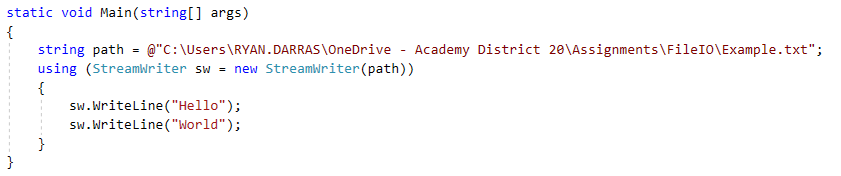 static void Main(string[] args)
{
    string path = @"C:\Users\RYAN.DARRAS\OneDrive - Academy District 20\Assignments\FileIO\Example.txt";
    using (StreamWriter sw = new StreamWriter(path))
    {
        sw.WriteLine("Hello");
        sw.WriteLine("World");
    }
}